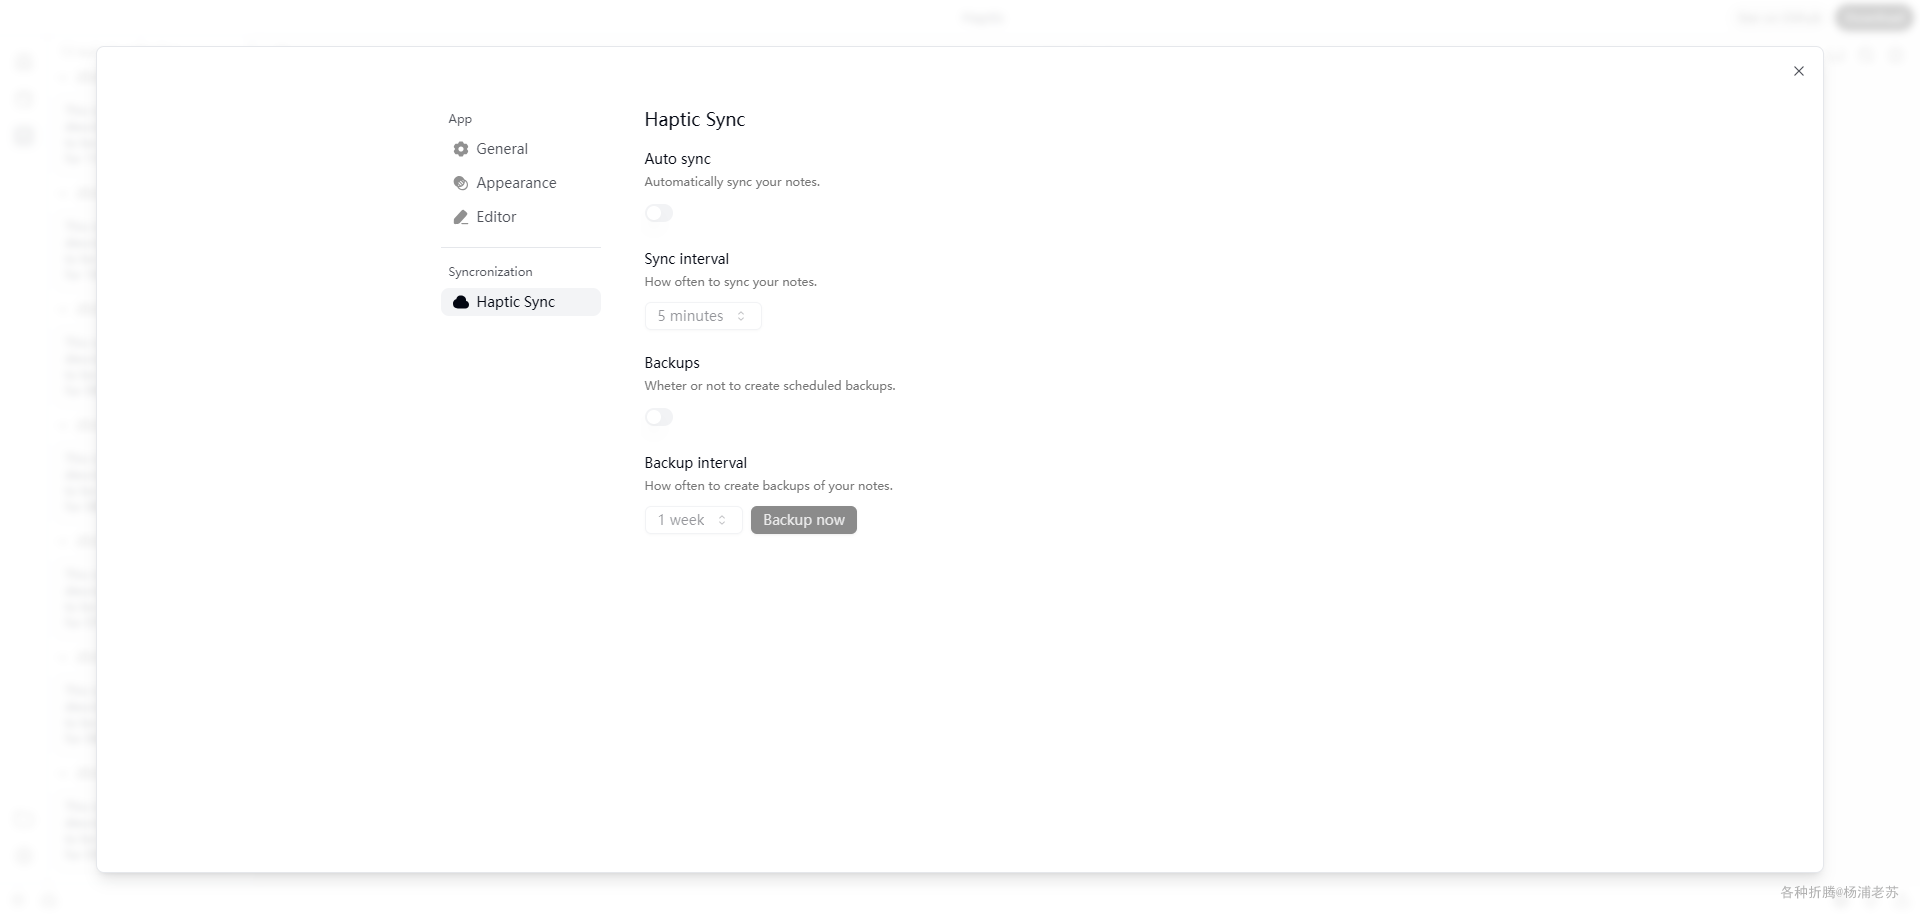 App
General
Appearance
Editor
Syncronization
Haptic Sync
Haptic Sync
Auto sync
Automatically sync your notes.
Sync interval
How often to sync your notes.
5 minutes
Backups
Wheter or not to create scheduled backups.
Backup interval
How often to create backups of your notes.
1 week
Backup now
各种折腾@杨浦老苏